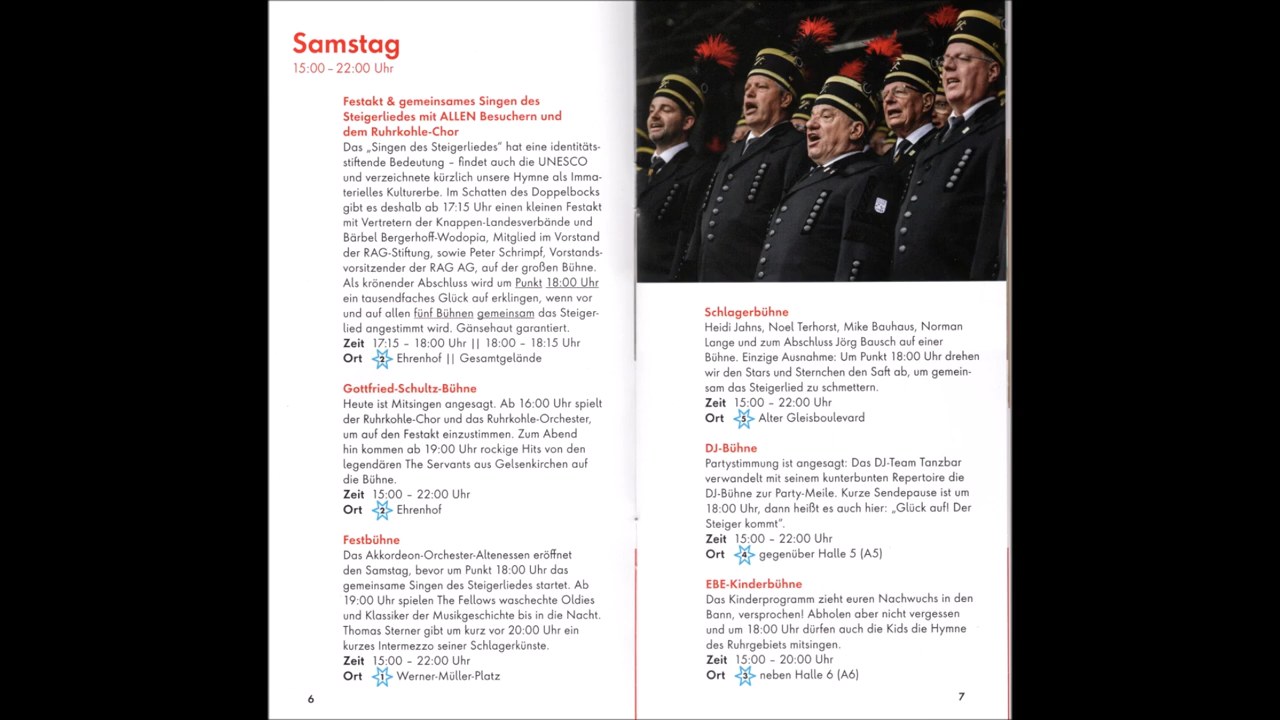 Samstag
15:00 – 22:00 Uhr
Festakt & gemeinsames Singen des
Steigerliedes mit ALLEN Besuchern und
dem Ruhrkohle-Chor
Das „Singen des Steigerliedes" hat eine identitäts-
stiftende Bedeutung – findet auch die UNESCO
und verzeichnete kürzlich unsere Hymne als Imma-
terielles Kulturerbe. Im Schatten des Doppelbocks
gibt es deshalb ab 17:15 Uhr einen kleinen Festakt
mit Vertretern der Knappen-Landesverbände und
Bärbel Bergerhoff-Wodopia, Mitglied im Vorstand
der RAG-Stiftung, sowie Peter Schrimpf, Vorstands-
vorsitzender der RAG AG, auf der großen Bühne.
Als krönender Abschluss wird um Punkt 18:00 Uhr
ein tausendfaches Glück auf erklingen, wenn vor
und auf allen fünf Bühnen gemeinsam das Steiger-
lied angestimmt wird. Gänsehaut garantiert.
Zeit 17:15 – 18:00 Uhr || 18:00 – 18:15 Uhr
Ort 2 Ehrenhof || Gesamtgelände
Gottfried-Schultz-Bühne
Heute ist Mitsingen angesagt. Ab 16:00 Uhr spielt
der Ruhrkohle-Chor und das Ruhrkohle-Orchester,
um auf den Festakt einzustimmen. Zum Abend
hin kommen ab 19:00 Uhr rockige Hits von den
legendären The Servants aus Gelsenkirchen auf
die Bühne.
Zeit 15:00 – 22:00 Uhr
Ort 2 Ehrenhof
Festbühne
Das Akkordeon-Orchester-Altenessen eröffnet
den Samstag, bevor um Punkt 18:00 Uhr das
gemeinsame Singen des Steigerliedes startet. Ab
19:00 Uhr spielen The Fellows waschechte Oldies
und Klassiker der Musikgeschichte bis in die Nacht.
Thomas Sterner gibt um kurz vor 20:00 Uhr ein
kurzes Intermezzo seiner Schlagerkünste.
Zeit 15:00 – 22:00 Uhr
Ort 1 Werner-Müller-Platz
6
Schlagerbühne
Heidi Jahns, Noel Terhorst, Mike Bauhaus, Norman
Lange und zum Abschluss Jörg Bausch auf einer
Bühne. Einzige Ausnahme: Um Punkt 18:00 Uhr drehen
wir den Stars und Sternchen den Saft ab, um gemein-
sam das Steigerlied zu schmettern.
Zeit 15:00 – 22:00 Uhr
Ort 5 Alter Gleisboulevard
DJ-Bühne
Partystimmung ist angesagt: Das DJ-Team Tanzbar
verwandelt mit seinem kunterbunten Repertoire die
DJ-Bühne zur Party-Meile. Kurze Sendepause ist um
18:00 Uhr, dann heißt es auch hier: „Glück auf! Der
Steiger kommt".
Zeit 15:00 – 22:00 Uhr
Ort 4 gegenüber Halle 5 (A5)
EBE-Kinderbühne
Das Kinderprogramm zieht euren Nachwuchs in den
Bann, versprochen! Abholen aber nicht vergessen
und um 18:00 Uhr dürfen auch die Kids die Hymne
des Ruhrgebiets mitsingen.
Zeit 15:00 – 20:00 Uhr
Ort 3 neben Halle 6 (A6)
7